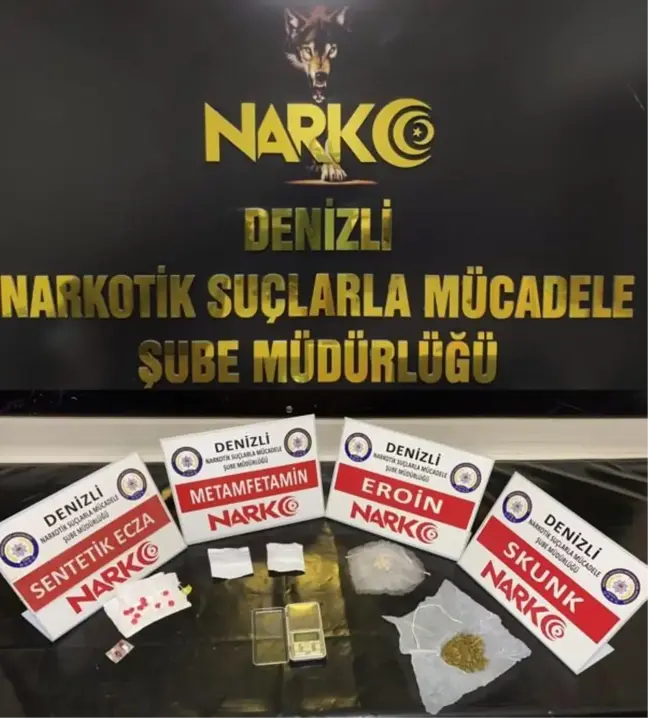 NARKO
DENİZLİ
NARKOTİK SUÇLARLA MÜCADELE
ŞUBE MÜDÜRLÜĞÜ
DENİZLİ
NARKOTİK SUÇLARLA MÜCADELE
ŞUBE MÜDÜRLÜĞÜ
SENTETİK ECZA
NARKO
DENİZLİ
NARKOTİK SUÇLARLA MÜCADELE
ŞUBE MÜDÜRLÜĞÜ
METAMFETAMİN
NARKO
DENİZLİ
NARKOTİK SUÇLARLA MÜCADELE
ŞUBE MÜDÜRLÜĞÜ
EROİN
NARKO
DENİZLİ
NARKOTİK SUÇLARLA MÜCADELE
ŞUBE MÜDÜRLÜĞÜ
SKUNK
NARKO